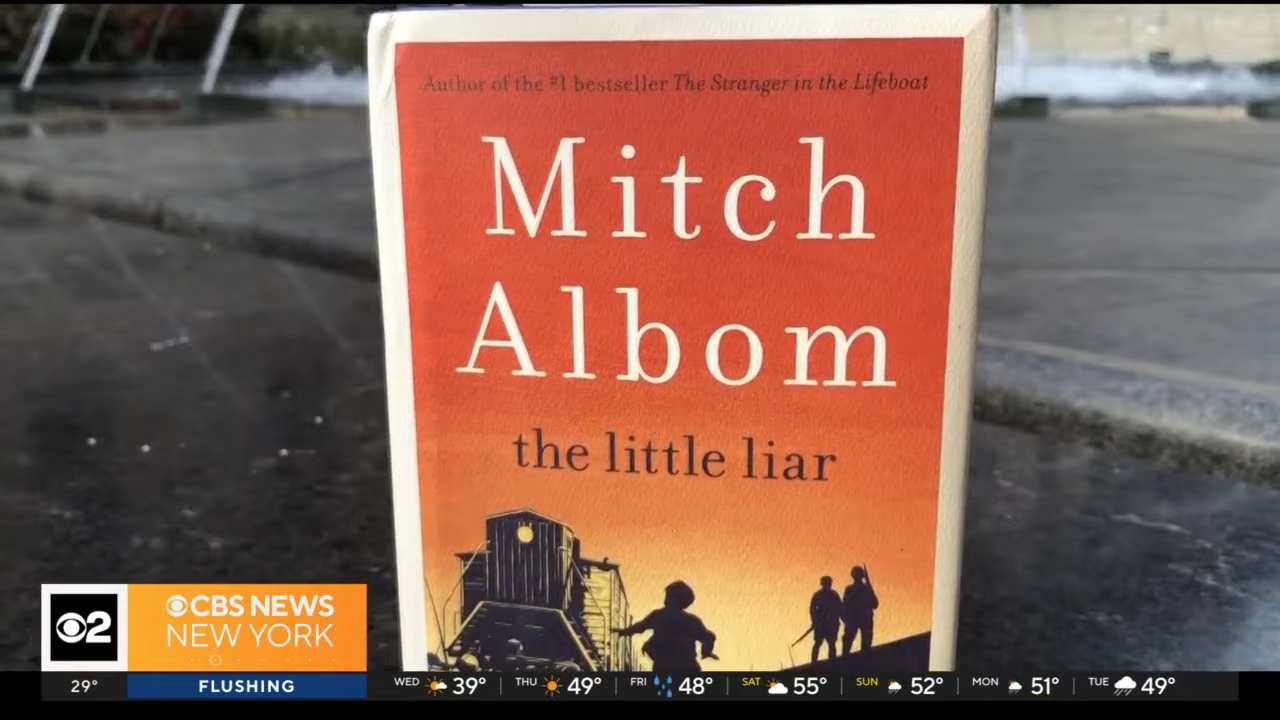 Author of the #1 bestseller The Stranger in the Lifeboat
Mitch
Albom
the little liar
2
CBS NEWS
NEW YORK
29° FLUSHING WED 39° THU 49° FRI 48° SAT 55° SUN 52° MON 51° TUE 49°